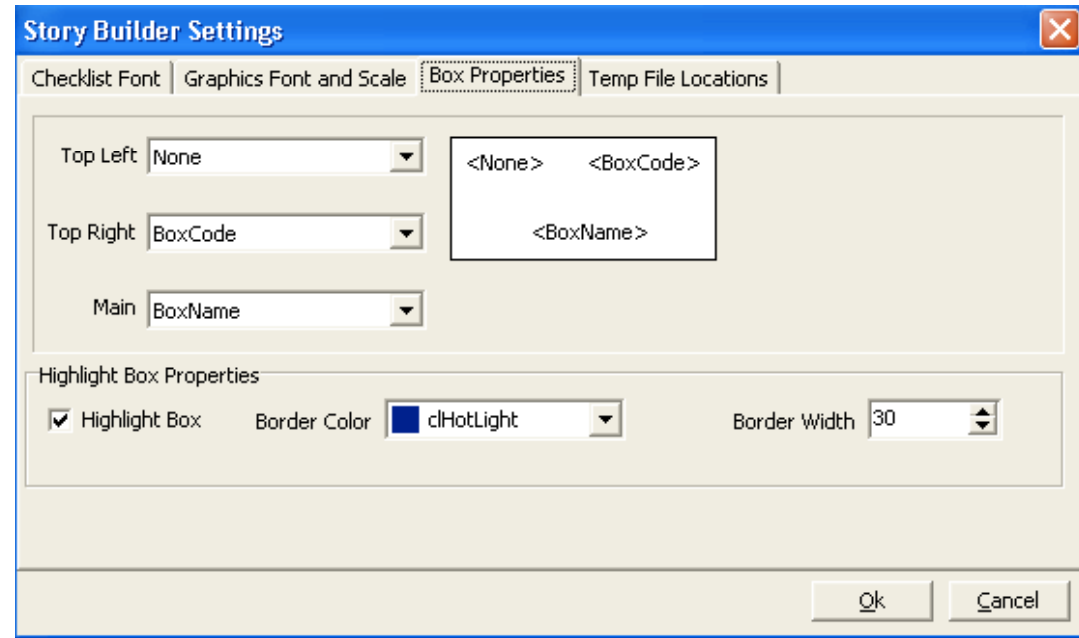 Story Builder Settings
Checklist Font Graphics Font and Scale Box Properties Temp File Locations
Top Left None <None> <BoxCode>
Top Right BoxCode <BoxName>
Main BoxName
Highlight Box Properties
Highlight Box Border Color clHotLight Border Width 30
Ok Cancel